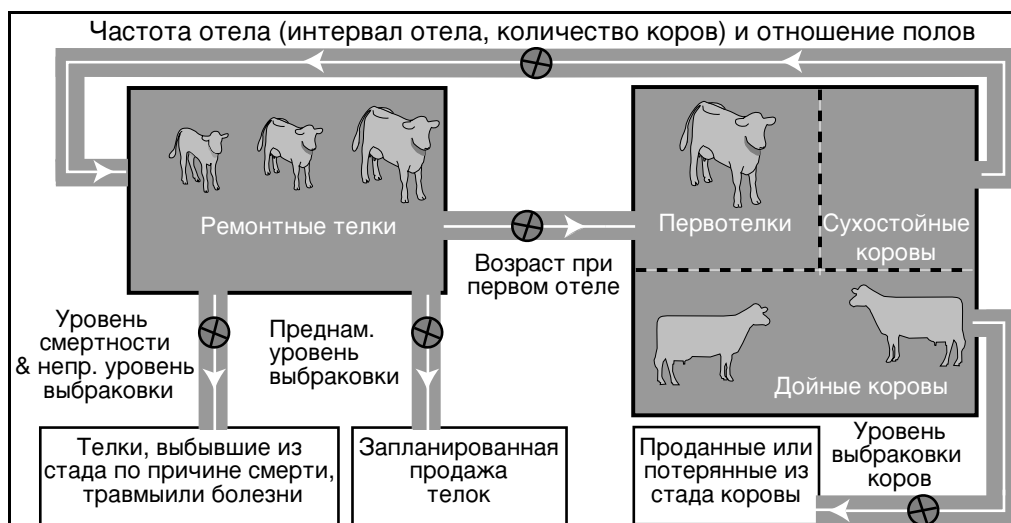 Частота отела (интервал отела, количество коров) и отношение полов
Ремонтные телки
Первотелки
Сухостойные
коровы
Возраст при
первом отеле
Уровень
смертности
& непр. уровень
выбраковки
Преднам.
уровень
выбраковки
Дойные коровы
Телки, выбывшие из
стада по причине смерти,
травмыили болезни
Запланированная
продажа
телок
Проданные или
потерянные из
стада коровы
Уровень
выбраковки
коров